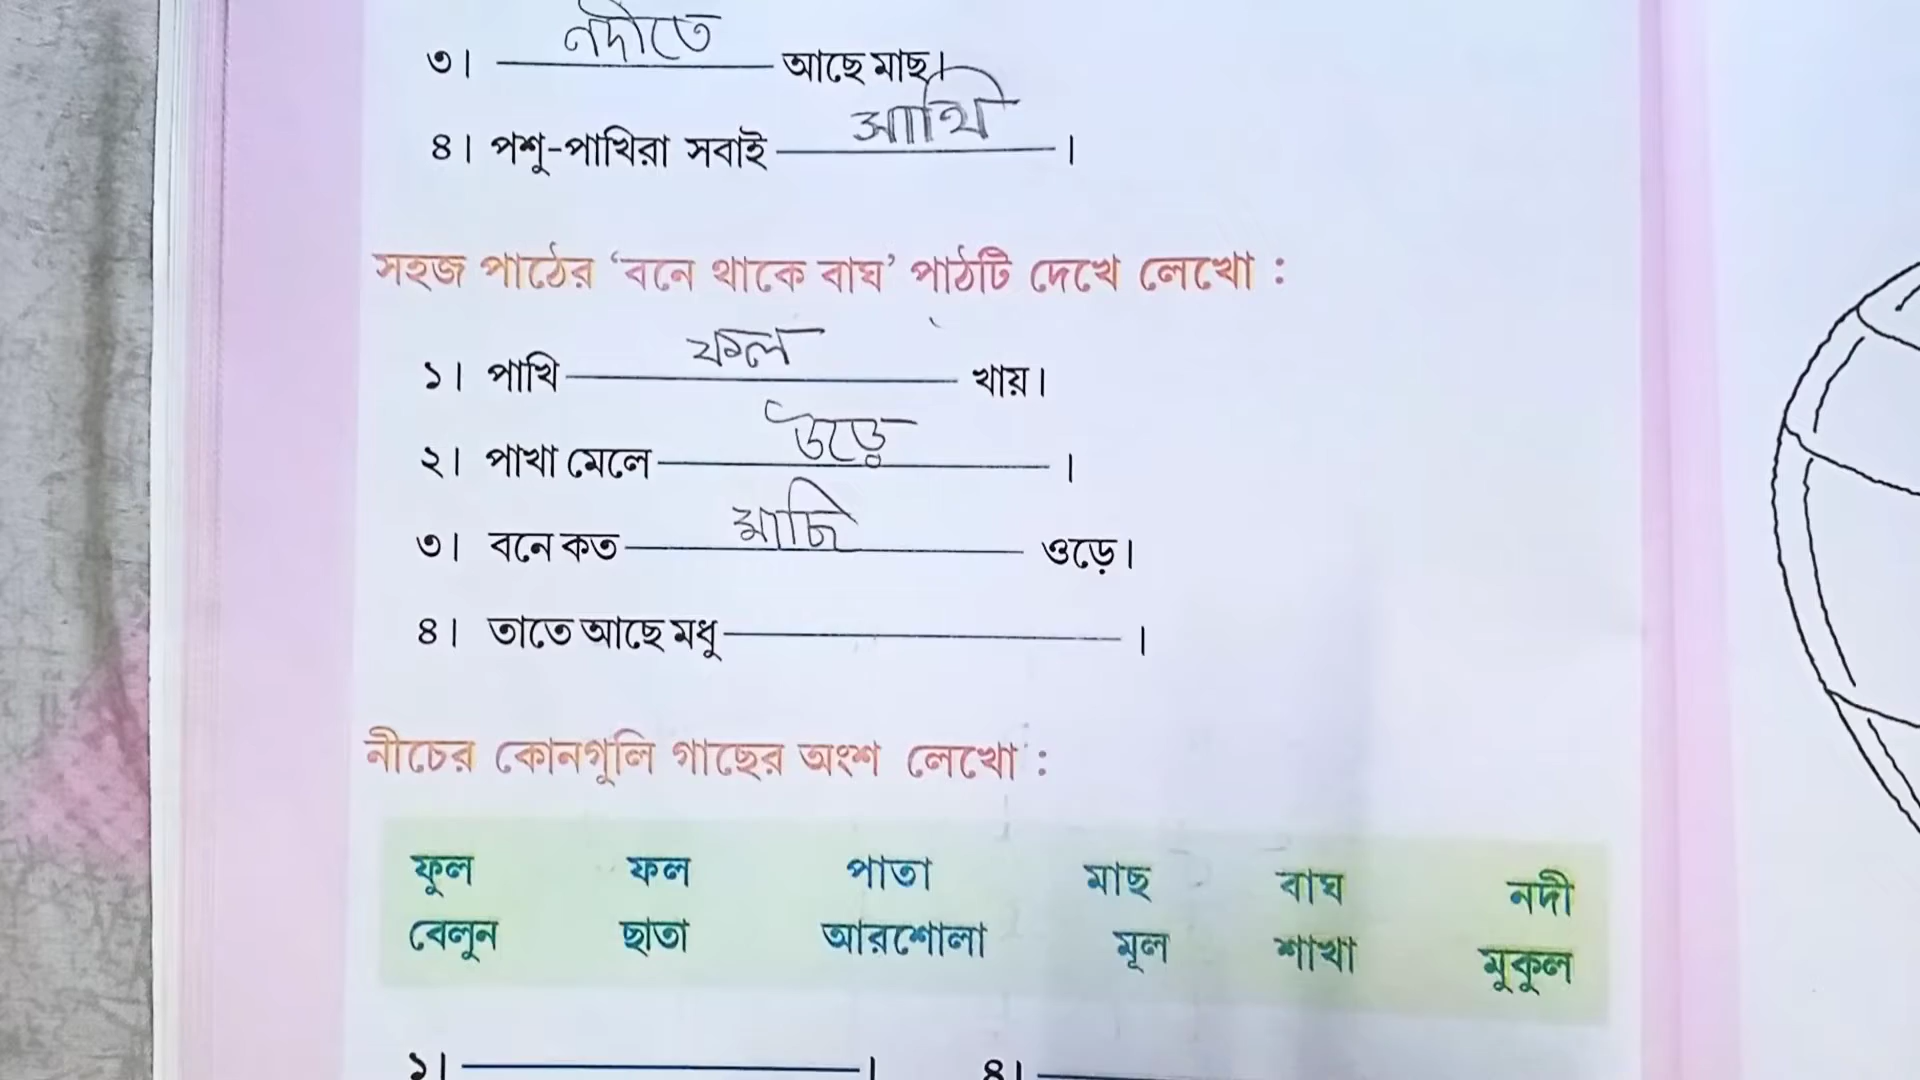 ৩। নদীতে আছে মাছ।
৪। পশু-পাখিরা সবাই সাথি ।
সহজ পাঠের ‘বনে থাকে বাঘ’ পাঠটি দেখে লেখো :
১। পাখি ফল খায়।
২। পাখা মেলে উড়ে ।
৩। বনে কত মাছি ওড়ে।
৪। তাতে আছে মধু ।
নীচের কোনগুলি গাছের অংশ লেখো :
ফুল ফল পাতা মাছ বাঘ নদী
বেলুন ছাতা আরশোলা মূল শাখা মুকুল
১। । ৪।